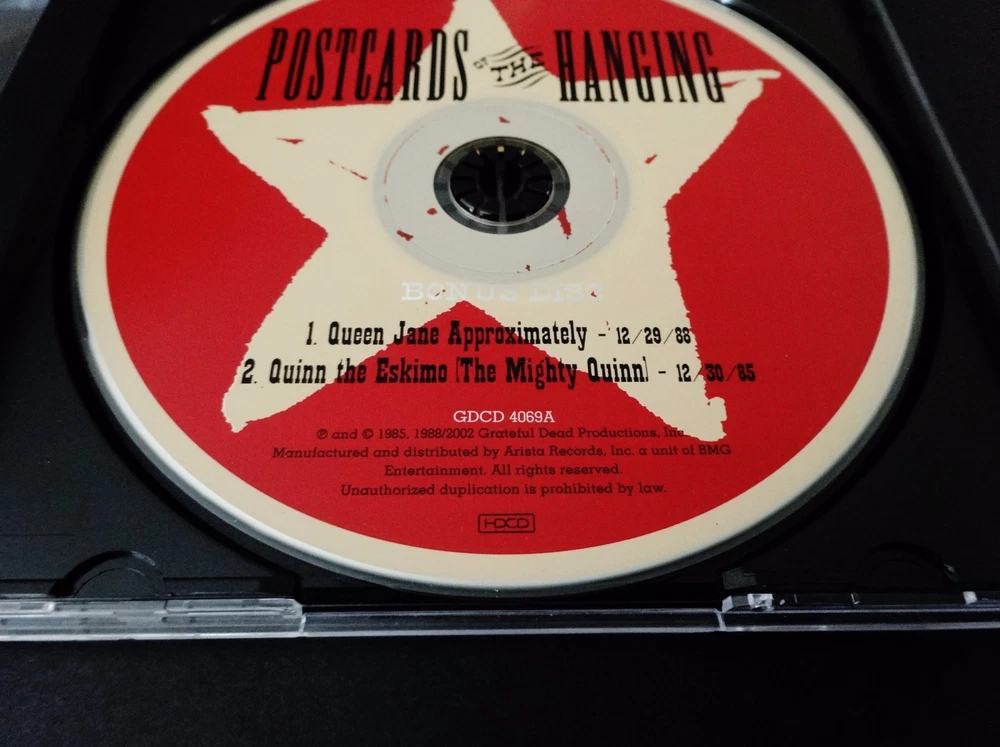 POSTCARDS OF THE HANGING
BONUS DISC
1. Queen Jane Approximately - 12/29/88
2. Quinn the Eskimo (The Mighty Quinn) - 12/30/85
GDCD 4069A
℗ and © 1985, 1988/2002 Grateful Dead Productions, Inc.
Manufactured and distributed by Arista Records, Inc. a unit of BMG
Entertainment. All rights reserved.
Unauthorized duplication is prohibited by law.
HDCD